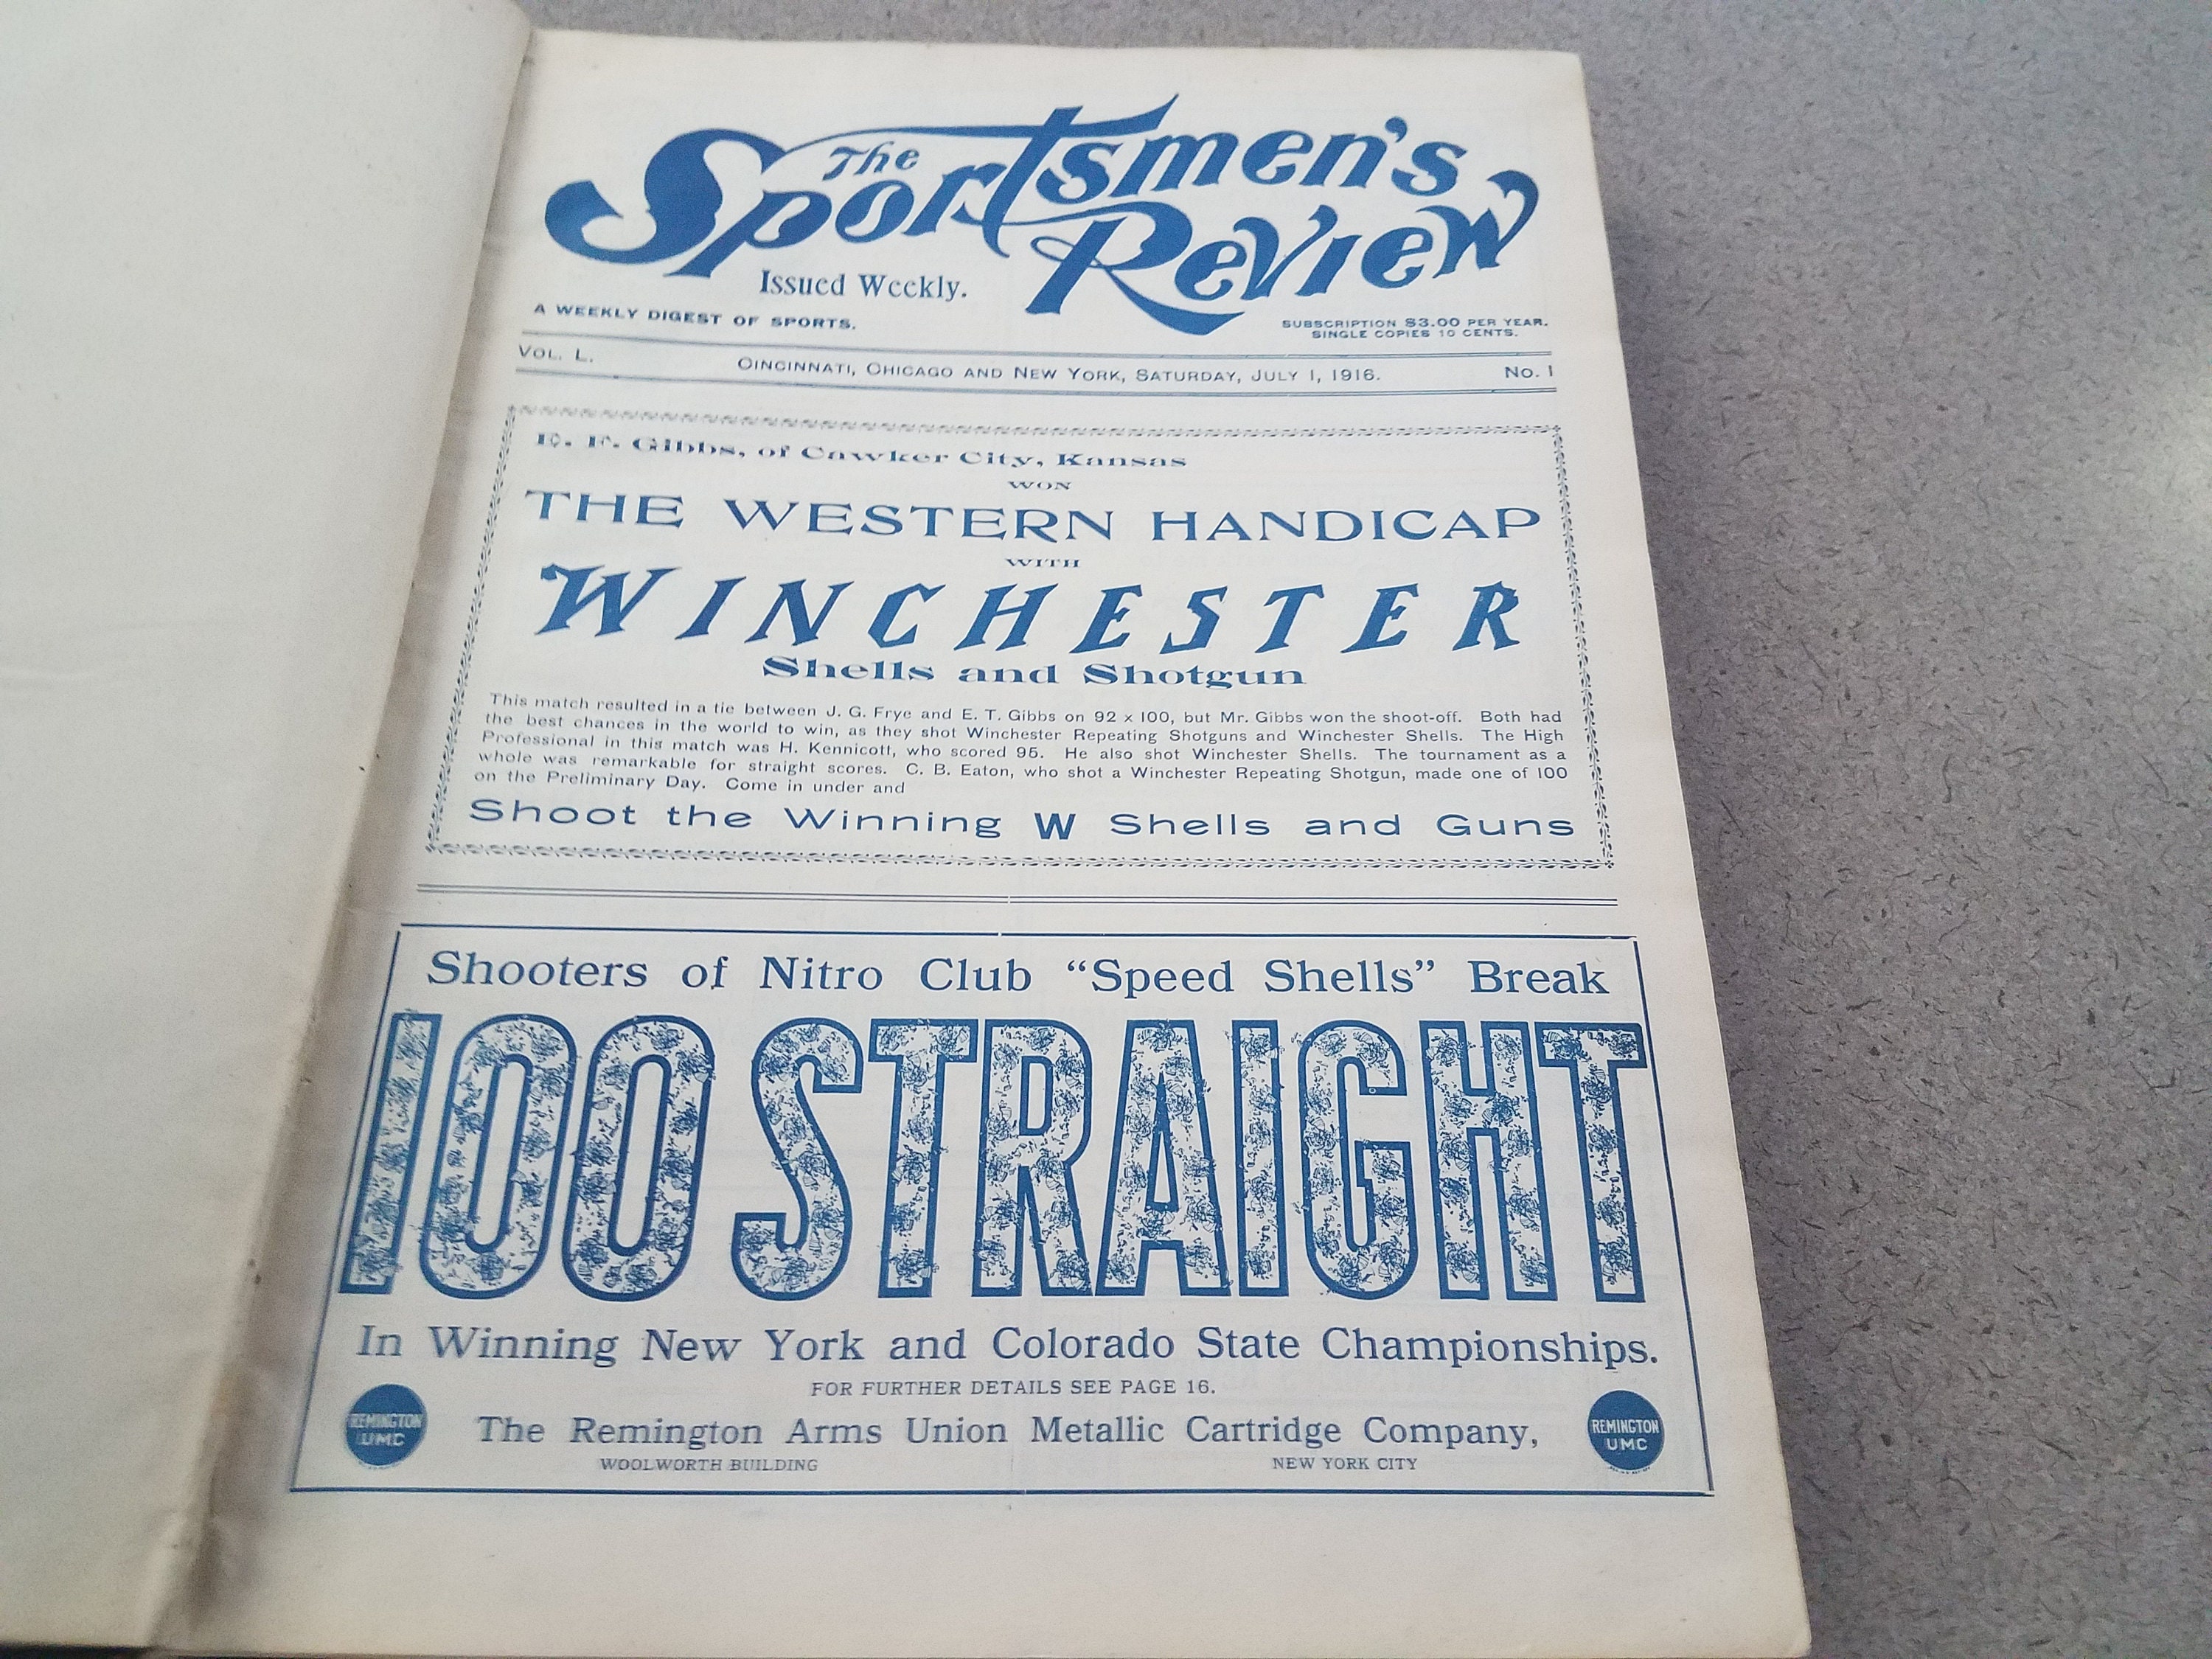 The
Sportsmen's
Review
Issued Weekly.
A WEEKLY DIGEST OF SPORTS.
SUBSCRIPTION $3.00 PER YEAR.
SINGLE COPIES 10 CENTS.
VOL. L.
CINCINNATI, CHICAGO AND NEW YORK, SATURDAY, JULY 1, 1916.
No. 1
E. F. Gibbs, of Cawker City, Kansas
WON
THE WESTERN HANDICAP
WITH
WINCHESTER
Shells and Shotgun
This match resulted in a tie between J. G. Frye and E. T. Gibbs on 92 x 100, but Mr. Gibbs won the shoot-off. Both had
the best chances in the world to win, as they shot Winchester Repeating Shotguns and Winchester Shells. The High
Professional in this match was H. Kennicott, who scored 95. He also shot Winchester Shells. The tournament as a
whole was remarkable for straight scores. C. B. Eaton, who shot a Winchester Repeating Shotgun, made one of 100
on the Preliminary Day. Come in under and
Shoot the Winning W Shells and Guns
Shooters of Nitro Club “Speed Shells” Break
100 STRAIGHT
In Winning New York and Colorado State Championships.
FOR FURTHER DETAILS SEE PAGE 16.
REMINGTON
UMC
The Remington Arms Union Metallic Cartridge Company,
WOOLWORTH BUILDING
NEW YORK CITY
REMINGTON
UMC